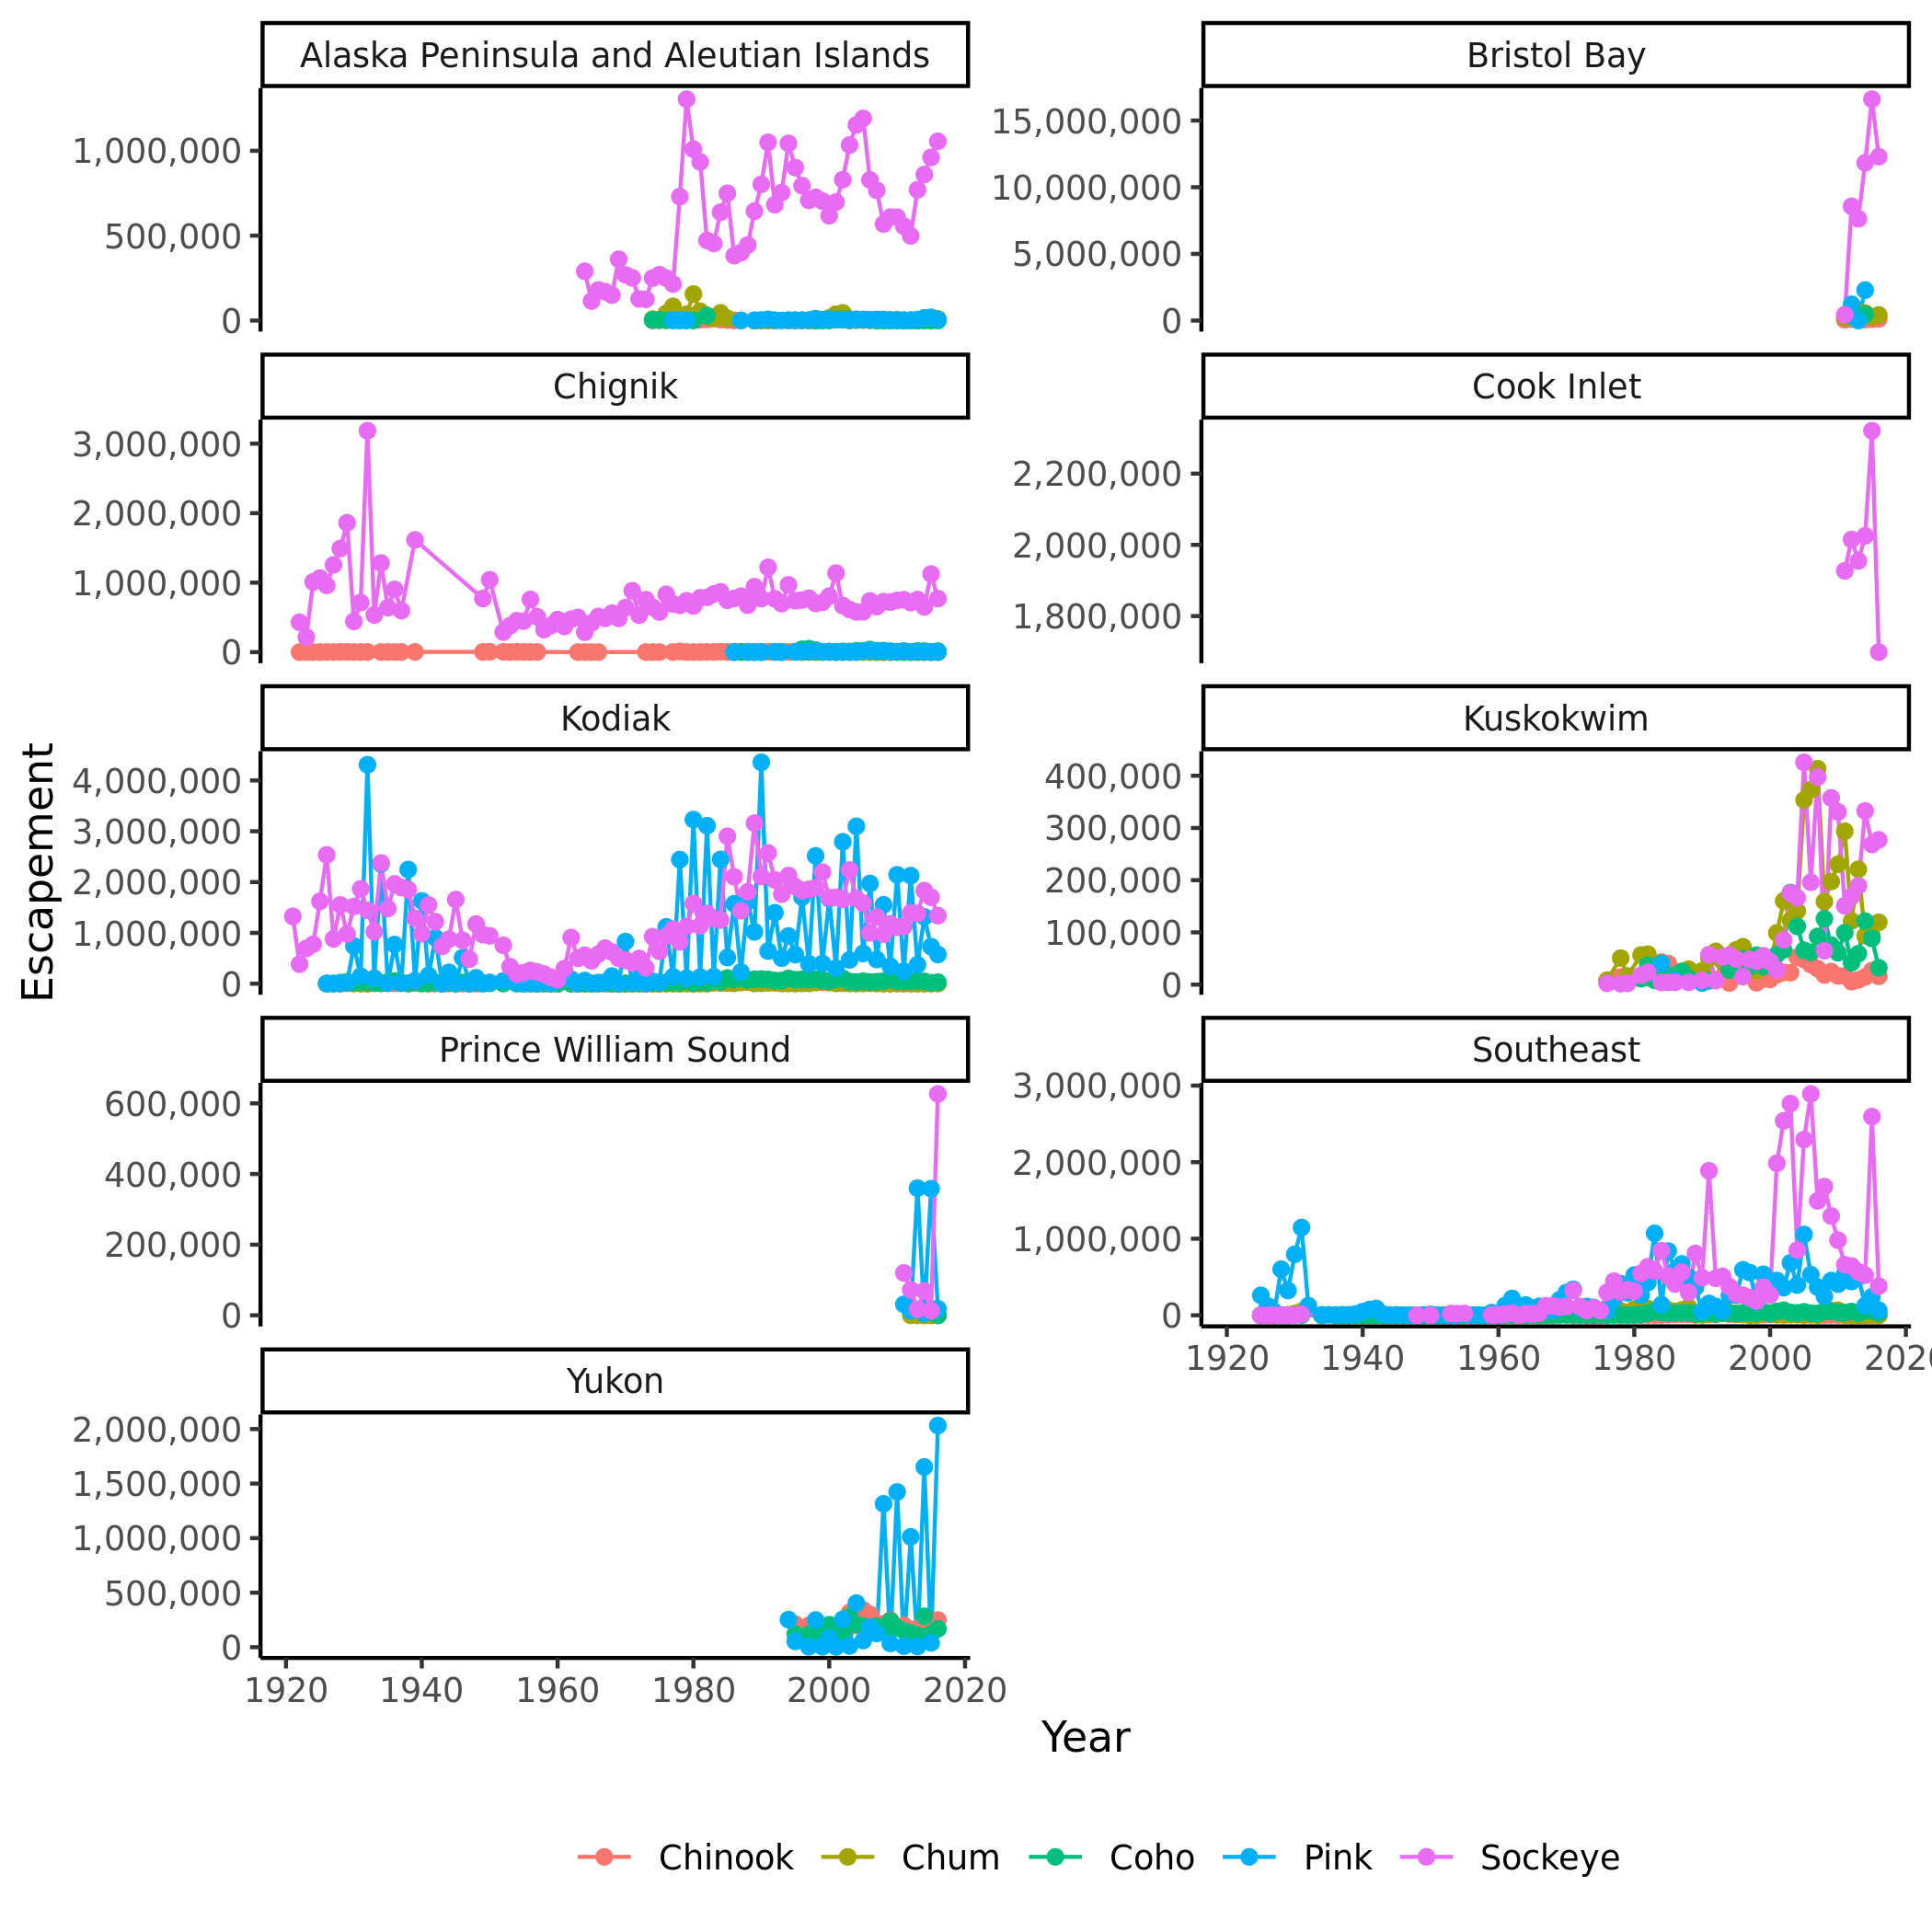 Alaska Peninsula and Aleutian Islands
Bristol Bay
1,000,000
500,000
0
15,000,000
10,000,000
5,000,000
0
Chignik
Cook Inlet
3,000,000
2,000,000
1,000,000
0
2,200,000
2,000,000
1,800,000
Kodiak
Kuskokwim
4,000,000
3,000,000
2,000,000
1,000,000
0
400,000
300,000
200,000
100,000
0
Escapement
Prince William Sound
Southeast
600,000
400,000
200,000
0
3,000,000
2,000,000
1,000,000
0
1920 1940 1960 1980 2000 202
Yukon
2,000,000
1,500,000
1,000,000
500,000
0
1920 1940 1960 1980 2000 2020
Year
Chinook Chum Coho Pink Sockeye